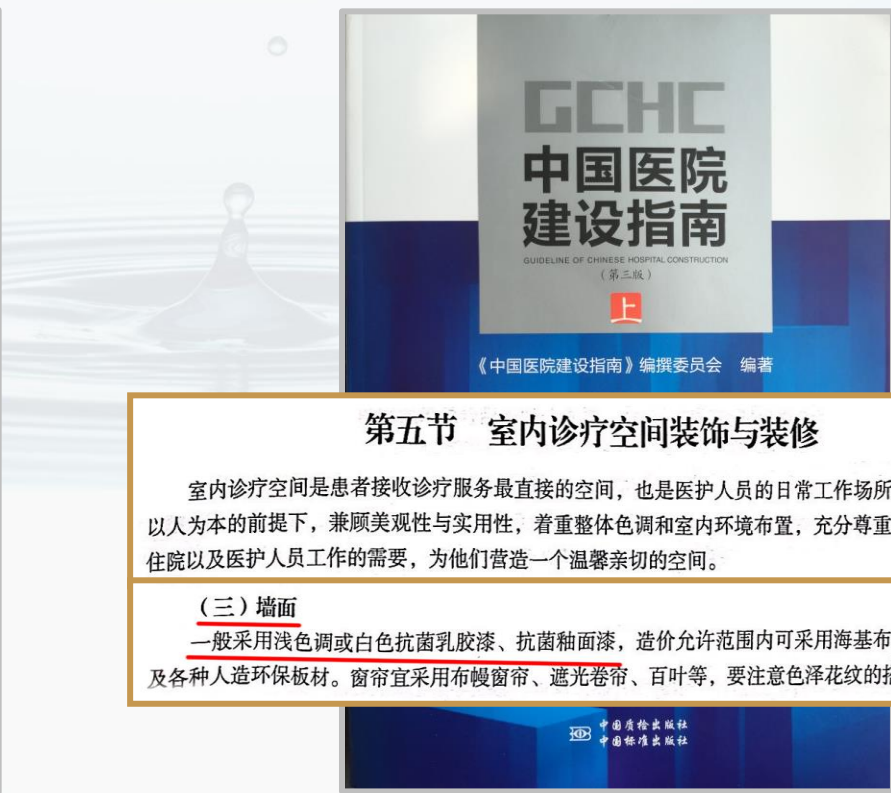 GCHC
中国医院
建设指南
GUIDELINE OF CHINESE HOSPITAL CONSTRUCTION
（第三版）
上
《中国医院建设指南》编撰委员会 编著
第五节 室内诊疗空间装饰与装修
室内诊疗空间是患者接收诊疗服务最直接的空间，也是医护人员的日常工作场所
以人为本的前提下，兼顾美观性与实用性，着重整体色调和室内环境布置，充分尊重
住院以及医护人员工作的需要，为他们营造一个温馨亲切的空间。
（三）墙面
一般采用浅色调或白色抗菌乳胶漆、抗菌釉面漆，造价允许范围内可采用海基布
及各种人造环保板材。窗帘宜采用布幔窗帘、遮光卷帘、百叶等，要注意色泽花纹的
中国质检出版社
中国标准出版社